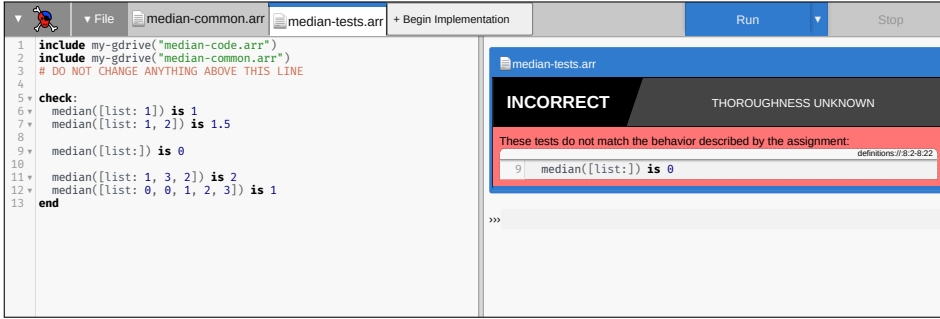 ▾ ▾ File median-common.arr median-tests.arr + Begin Implementation Run ▾ Stop
1 include my-gdrive("median-code.arr")
2 include my-gdrive("median-common.arr")
3 # DO NOT CHANGE ANYTHING ABOVE THIS LINE
4
5 check:
6 median([list: 1]) is 1
7 median([list: 1, 2]) is 1.5
8
9 median([list:]) is 0
10
11 median([list: 1, 3, 2]) is 2
12 median([list: 0, 0, 1, 2, 3]) is 1
13 end
median-tests.arr
INCORRECT THOROUGHNESS UNKNOWN
These tests do not match the behavior described by the assignment:
definitions://:8:2-8:22
9 median([list:]) is 0
›››